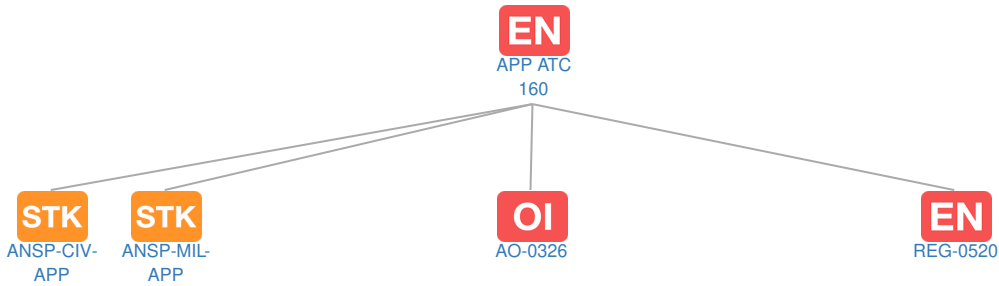 EN
APP ATC
160
STK
ANSP-CIV-
APP
STK
ANSP-MIL-
APP
OI
AO-0326
EN
REG-0520